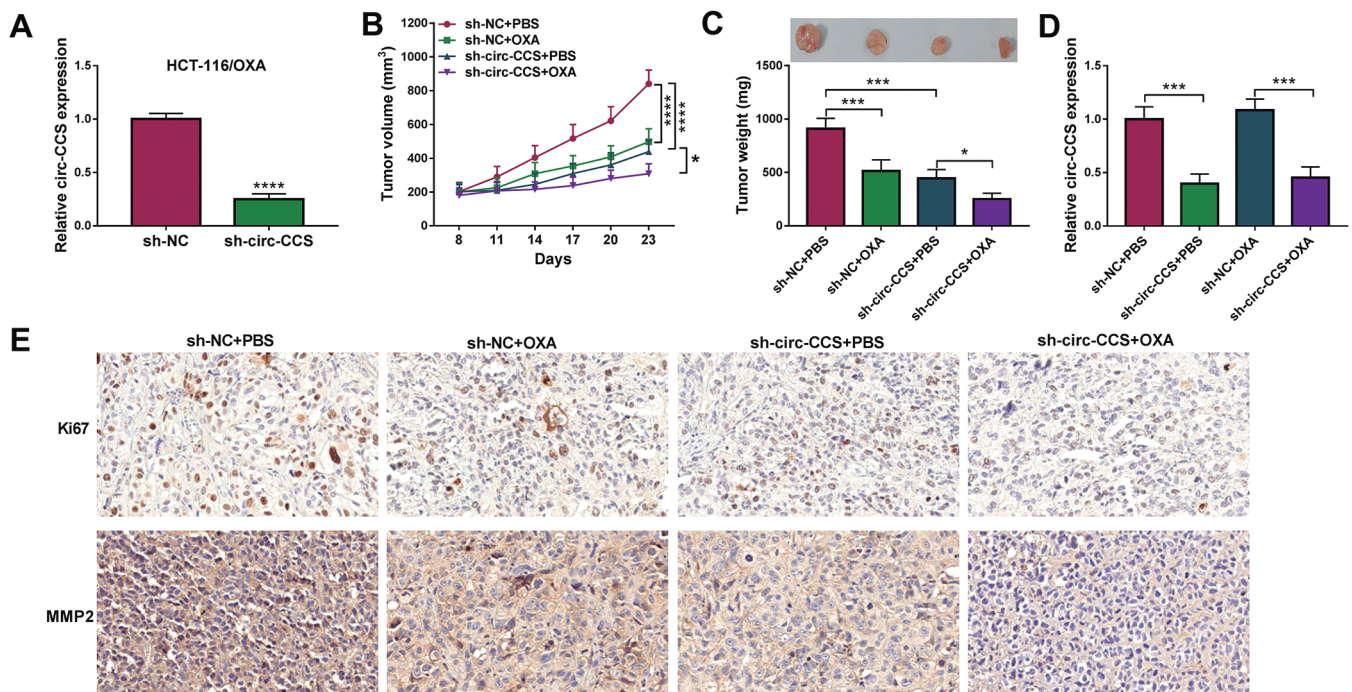 A
HCT-116/OXA
Relative circ-CCS expression
1.5
1.0
0.5
0.0
****
sh-NC
sh-circ-CCS
B
sh-NC+PBS
sh-NC+OXA
sh-circ-CCS+PBS
sh-circ-CCS+OXA
Tumor volume (mm³)
1200
1000
800
600
400
200
0
8
11
14
17
20
23
Days
****
****
*
C
Tumor weight (mg)
1500
1000
500
0
***
***
*
sh-NC+PBS
sh-NC+OXA
sh-circ-CCS+PBS
sh-circ-CCS+OXA
D
Relative circ-CCS expression
1.5
1.0
0.5
0.0
***
***
sh-NC+PBS
sh-circ-CCS+PBS
sh-NC+OXA
sh-circ-CCS+OXA
E
sh-NC+PBS
sh-NC+OXA
sh-circ-CCS+PBS
sh-circ-CCS+OXA
Ki67
MMP2